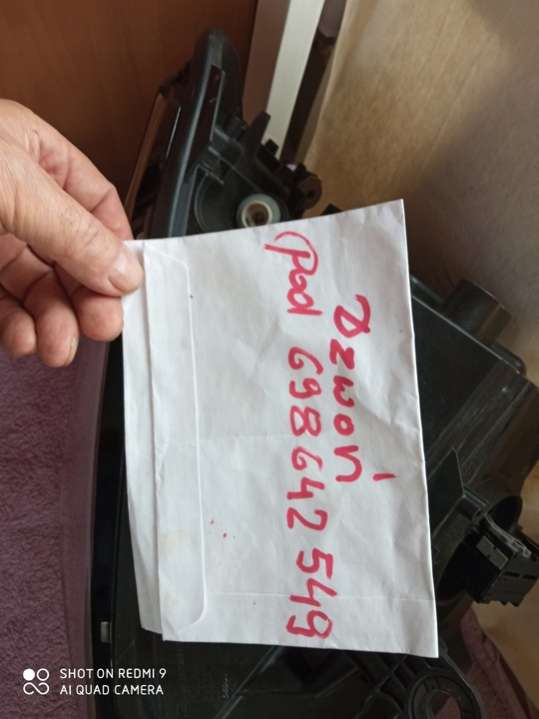 Dzwoń
pod 698642549
SHOT ON REDMI 9
AI QUAD CAMERA